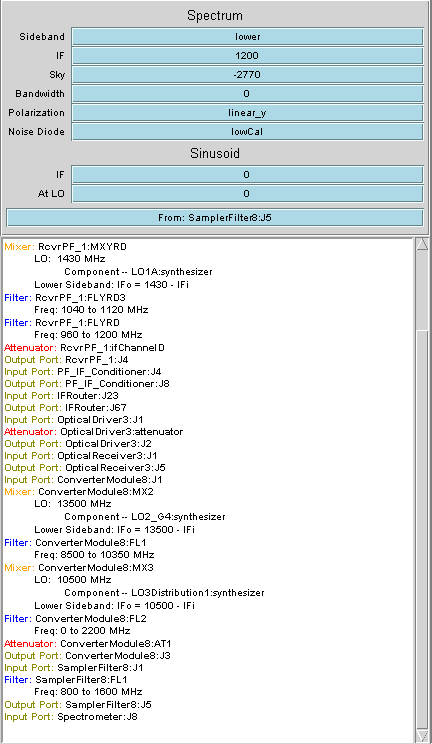 Spectrum
Sideband lower
IF 1200
Sky -2770
Bandwidth 0
Polarization linear_y
Noise Diode lowCal
Sinusoid
IF 0
At LO 0
From: SamplerFilter8:J5
Mixer: RcvrPF_1:MXYRD
LO: 1430 MHz
Component -- LO1A:synthesizer
Lower Sideband: IFo = 1430 - IFi
Filter: RcvrPF_1:FLYRD3
Freq: 1040 to 1120 MHz
Filter: RcvrPF_1:FLYRD
Freq: 960 to 1200 MHz
Attenuator: RcvrPF_1:ifChannelD
Output Port: RcvrPF_1:J4
Input Port: PF_IF_Conditioner:J4
Output Port: PF_IF_Conditioner:J8
Input Port: IFRouter:J23
Output Port: IFRouter:J67
Input Port: OpticalDriver3:J1
Attenuator: OpticalDriver3:attenuator
Output Port: OpticalDriver3:J2
Input Port: OpticalReceiver3:J1
Output Port: OpticalReceiver3:J5
Input Port: ConverterModule8:J1
Mixer: ConverterModule8:MX2
LO: 13500 MHz
Component -- LO2_G4:synthesizer
Lower Sideband: IFo = 13500 - IFi
Filter: ConverterModule8:FL1
Freq: 8500 to 10350 MHz
Mixer: ConverterModule8:MX3
LO: 10500 MHz
Component -- LO3Distribution1:synthesizer
Lower Sideband: IFo = 10500 - IFi
Filter: ConverterModule8:FL2
Freq: 0 to 2200 MHz
Attenuator: ConverterModule8:AT1
Output Port: ConverterModule8:J3
Input Port: SamplerFilter8:J1
Filter: SamplerFilter8:FL1
Freq: 800 to 1600 MHz
Output Port: SamplerFilter8:J5
Input Port: Spectrometer:J8